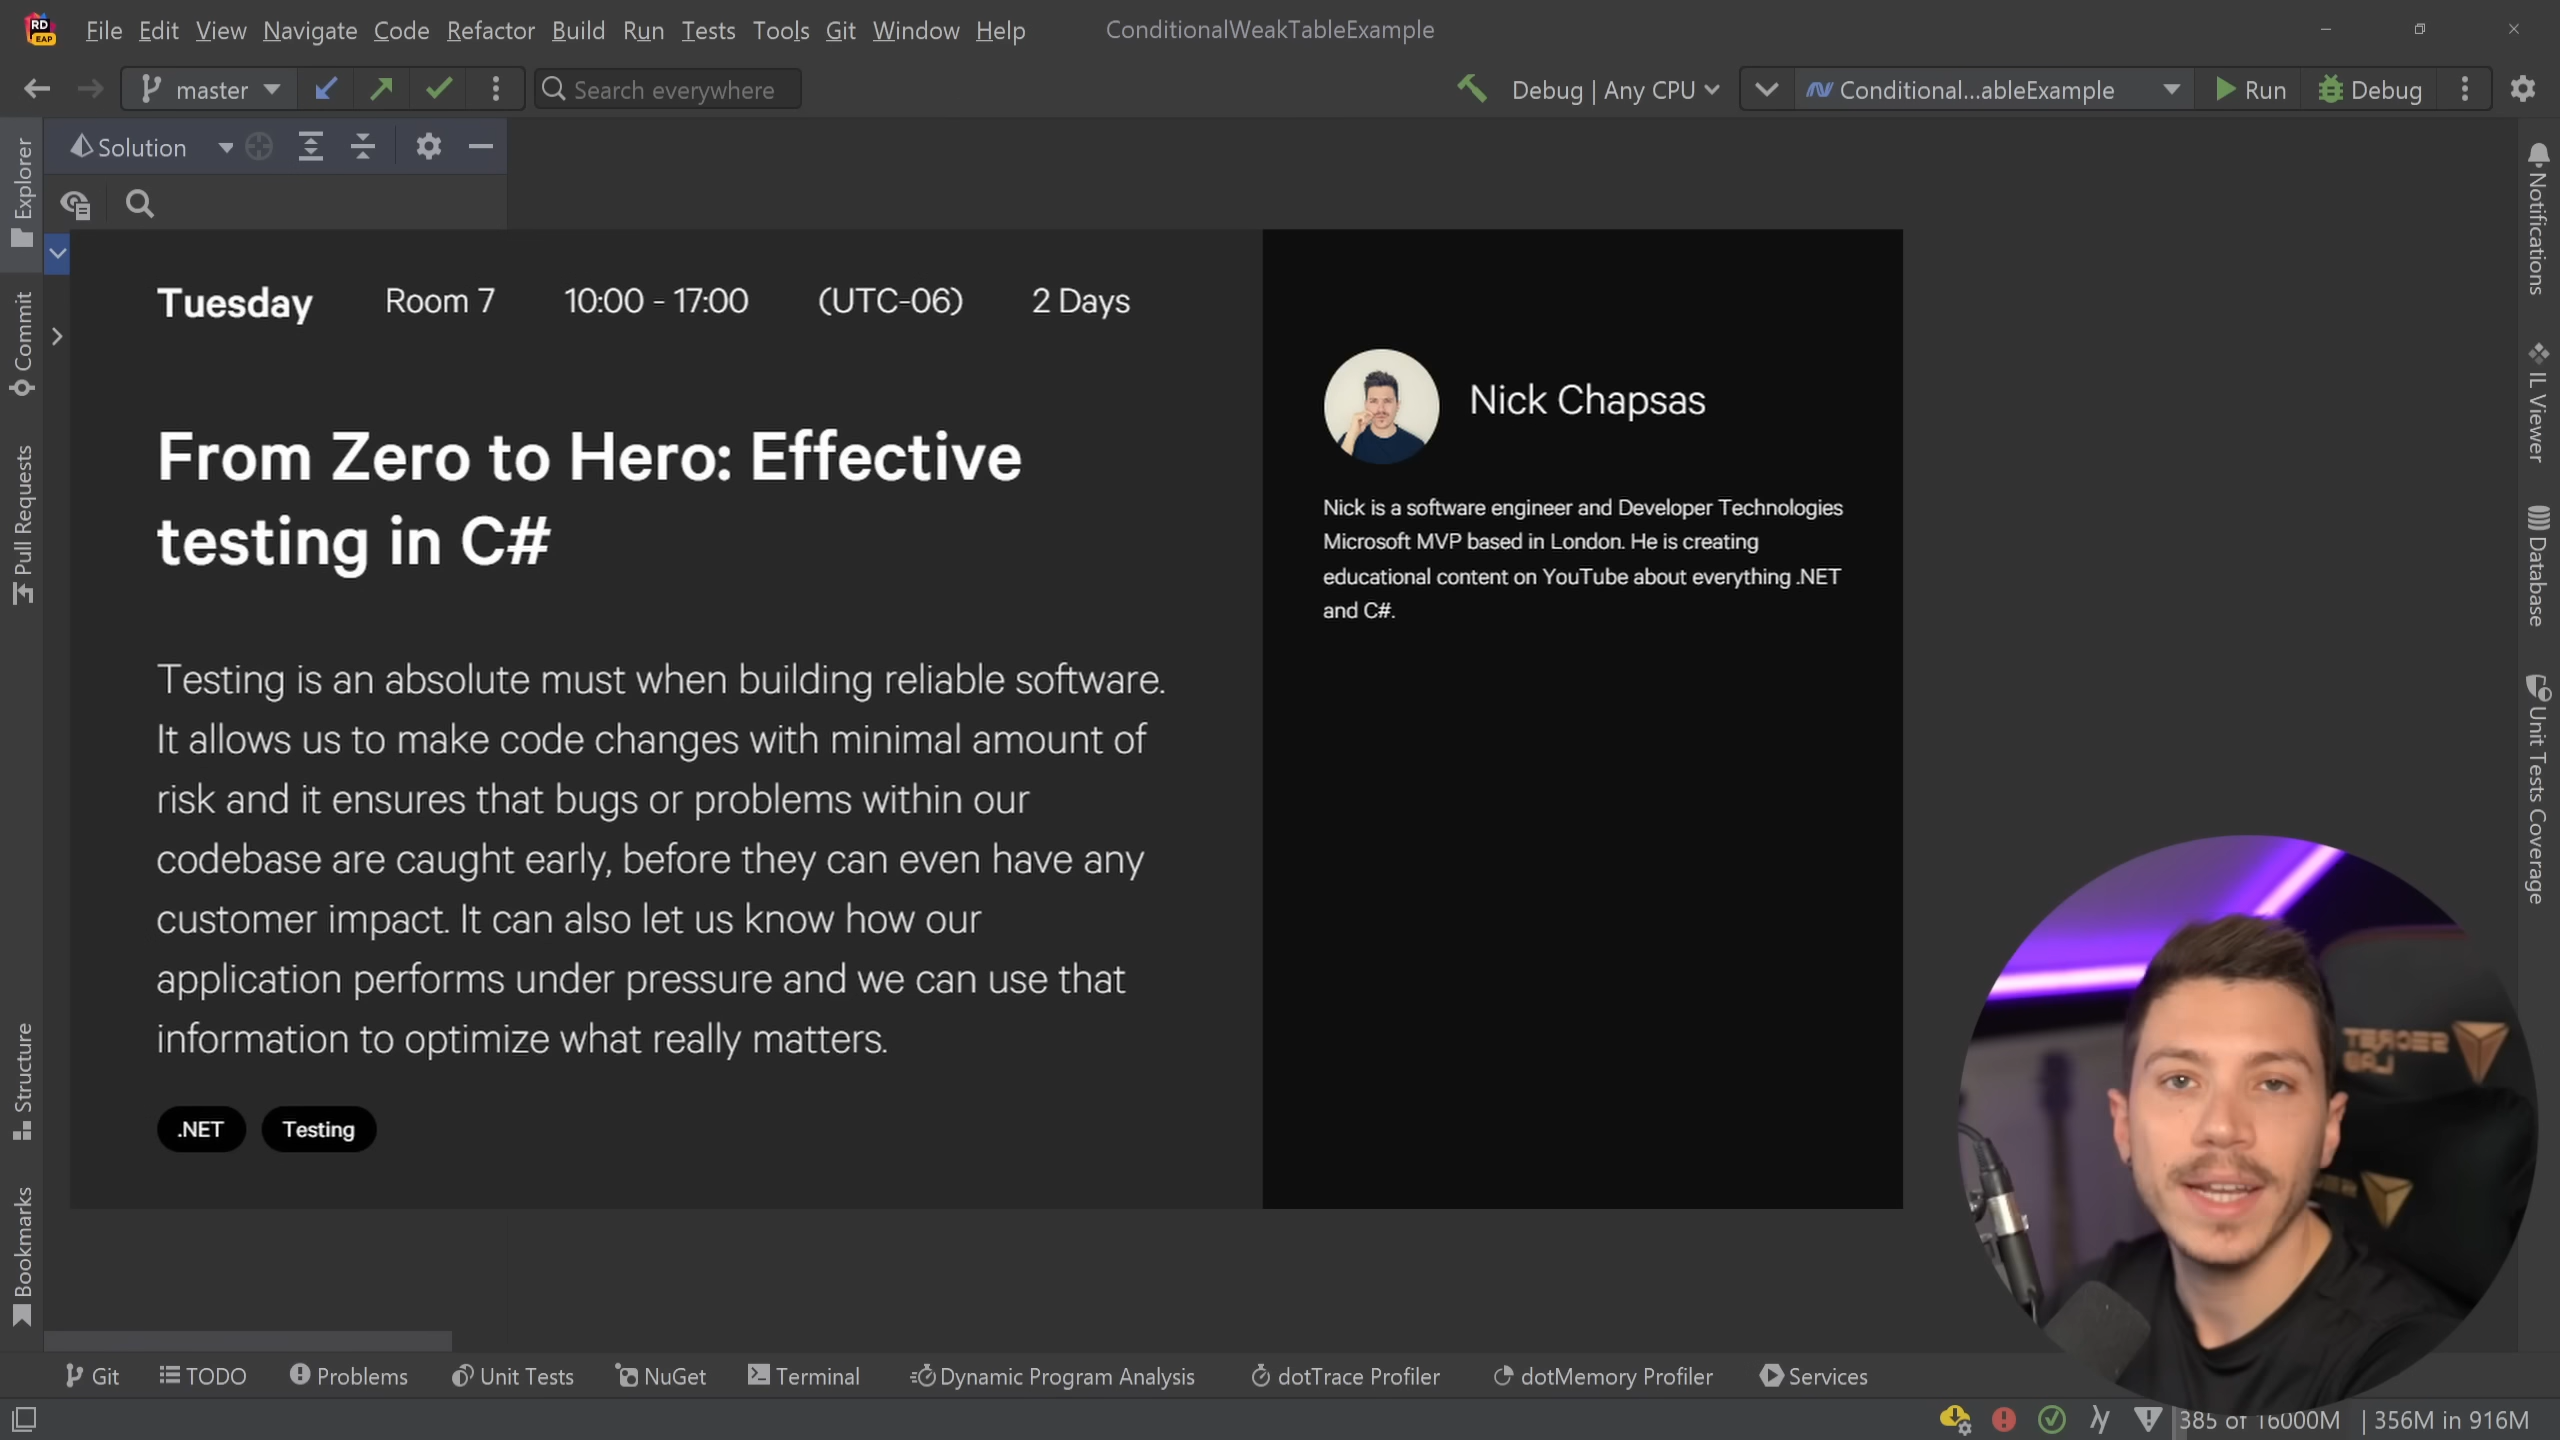 RD
EAP
File Edit View Navigate Code Refactor Build Run Tests Tools Git Window Help
ConditionalWeakTableExample
master
Search everywhere
Debug | Any CPU
Conditional...ableExample
Run
Debug
Solution
Explorer
Commit
Pull Requests
Structure
Bookmarks
Tuesday
Room 7
10:00 - 17:00
(UTC-06)
2 Days
From Zero to Hero: Effective
testing in C#
Testing is an absolute must when building reliable software.
It allows us to make code changes with minimal amount of
risk and it ensures that bugs or problems within our
codebase are caught early, before they can even have any
customer impact. It can also let us know how our
application performs under pressure and we can use that
information to optimize what really matters.
.NET
Testing
Nick Chapsas
Nick is a software engineer and Developer Technologies
Microsoft MVP based in London. He is creating
educational content on YouTube about everything .NET
and C#.
Notifications
IL Viewer
Database
Unit Tests Coverage
SECRET
LAB
Git
TODO
Problems
Unit Tests
NuGet
Terminal
Dynamic Program Analysis
dotTrace Profiler
dotMemory Profiler
Services
385 of 16000M
356M in 916M